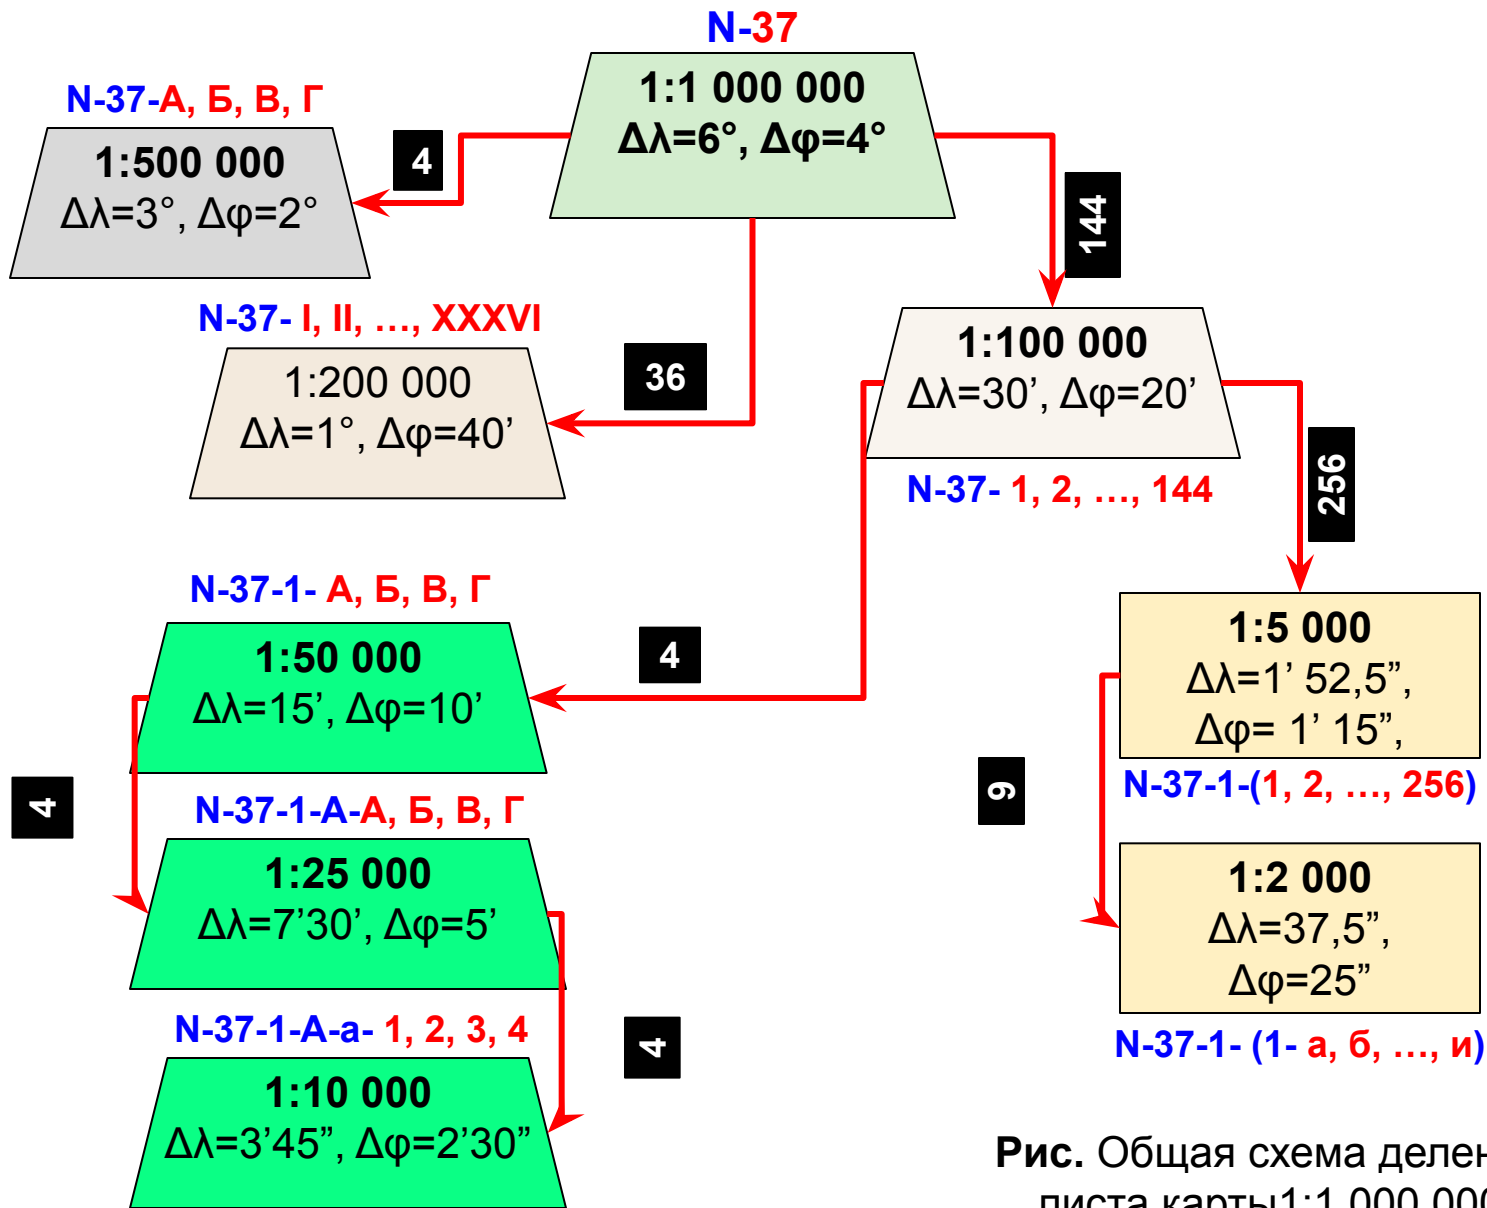 N-37
1:1 000 000
Δλ=6°, Δφ=4°
N-37-А, Б, В, Г
1:500 000
Δλ=3°, Δφ=2°
4
144
N-37- I, II, …, XXXVI
1:200 000
Δλ=1°, Δφ=40’
36
1:100 000
Δλ=30’, Δφ=20’
N-37- 1, 2, …, 144
256
N-37-1- А, Б, В, Г
1:50 000
Δλ=15’, Δφ=10’
4
1:5 000
Δλ=1’ 52,5”,
Δφ= 1’ 15”,
N-37-1-(1, 2, …, 256)
4
N-37-1-А-А, Б, В, Г
1:25 000
Δλ=7’30’, Δφ=5’
9
1:2 000
Δλ=37,5”,
Δφ=25”
N-37-1- (1- а, б, …, и)
N-37-1-А-а- 1, 2, 3, 4
1:10 000
Δλ=3’45”, Δφ=2’30”
4
Рис. Общая схема делен
листа карты1:1 000 000